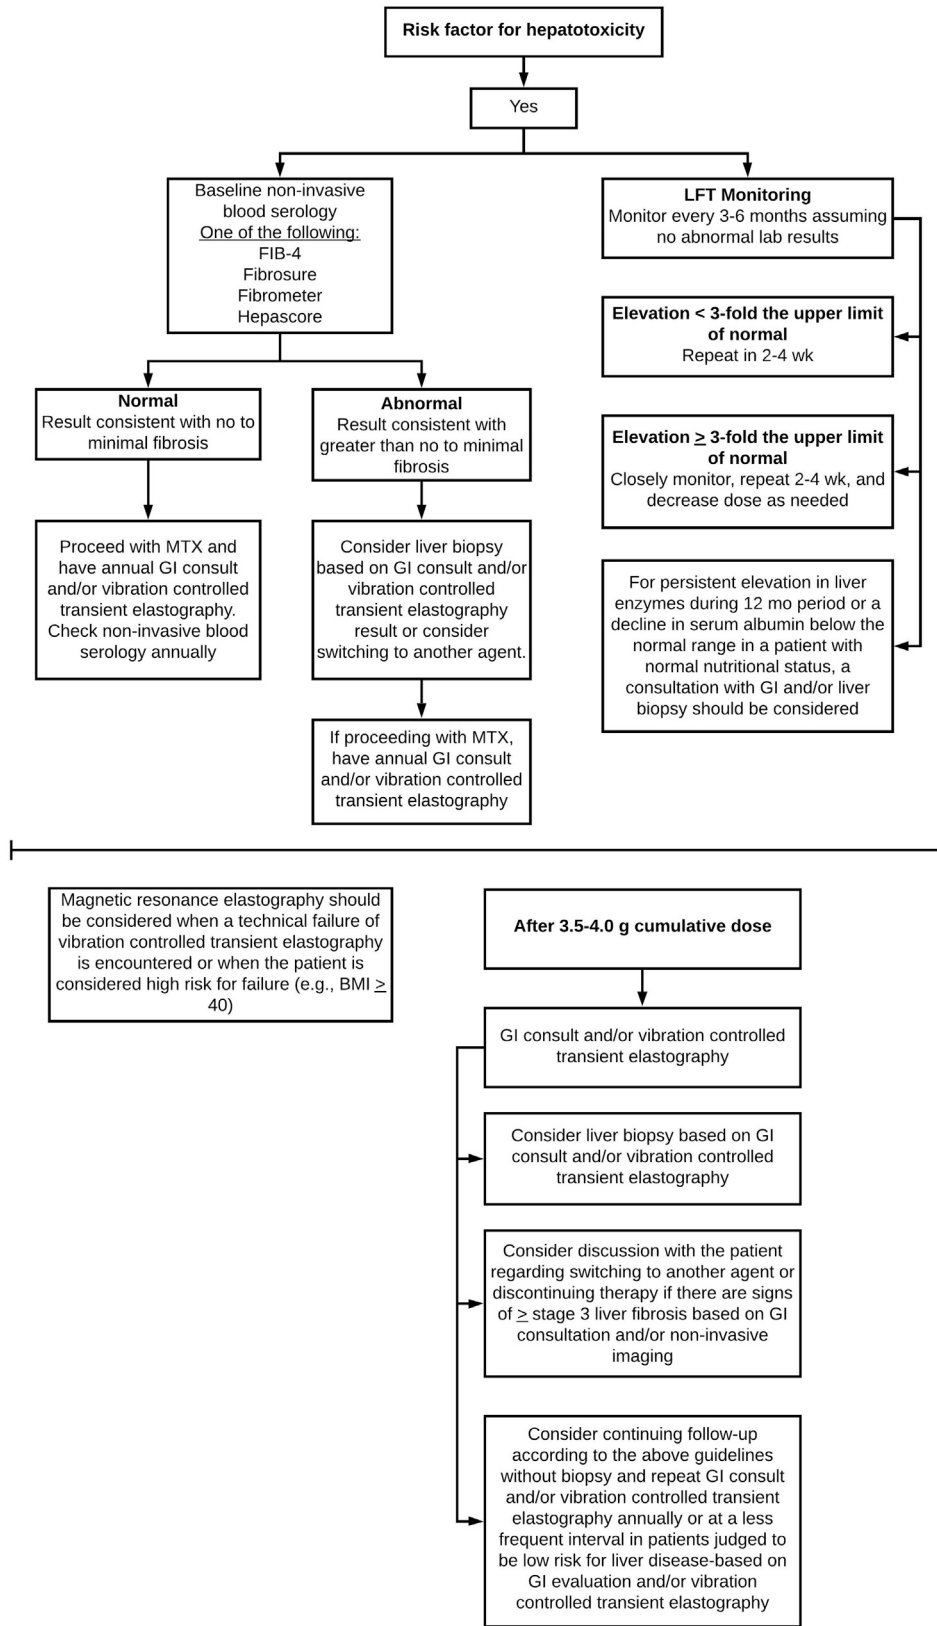 Risk factor for hepatotoxicity
Yes
Baseline non-invasive
blood serology
One of the following:
FIB-4
Fibrosure
Fibrometer
Hepascore
LFT Monitoring
Monitor every 3-6 months assuming
no abnormal lab results
Elevation < 3-fold the upper limit
of normal
Repeat in 2-4 wk
Normal
Result consistent with no to
minimal fibrosis
Abnormal
Result consistent with
greater than no to minimal
fibrosis
Elevation ≥ 3-fold the upper limit
of normal
Closely monitor, repeat 2-4 wk, and
decrease dose as needed
Proceed with MTX and
have annual GI consult
and/or vibration controlled
transient elastography.
Check non-invasive blood
serology annually
Consider liver biopsy
based on GI consult and/or
vibration controlled
transient elastography
result or consider
switching to another agent.
For persistent elevation in liver
enzymes during 12 mo period or a
decline in serum albumin below the
normal range in a patient with
normal nutritional status, a
consultation with GI and/or liver
biopsy should be considered
If proceeding with MTX,
have annual GI consult
and/or vibration controlled
transient elastography
Magnetic resonance elastography should
be considered when a technical failure of
vibration controlled transient elastography
is encountered or when the patient is
considered high risk for failure (e.g., BMI ≥
40)
After 3.5-4.0 g cumulative dose
GI consult and/or vibration controlled
transient elastography
Consider liver biopsy based on GI
consult and/or vibration controlled
transient elastography
Consider discussion with the patient
regarding switching to another agent or
discontinuing therapy if there are signs
of ≥ stage 3 liver fibrosis based on GI
consultation and/or non-invasive
imaging
Consider continuing follow-up
according to the above guidelines
without biopsy and repeat GI consult
and/or vibration controlled transient
elastography annually or at a less
frequent interval in patients judged to
be low risk for liver disease-based on
GI evaluation and/or vibration
controlled transient elastography